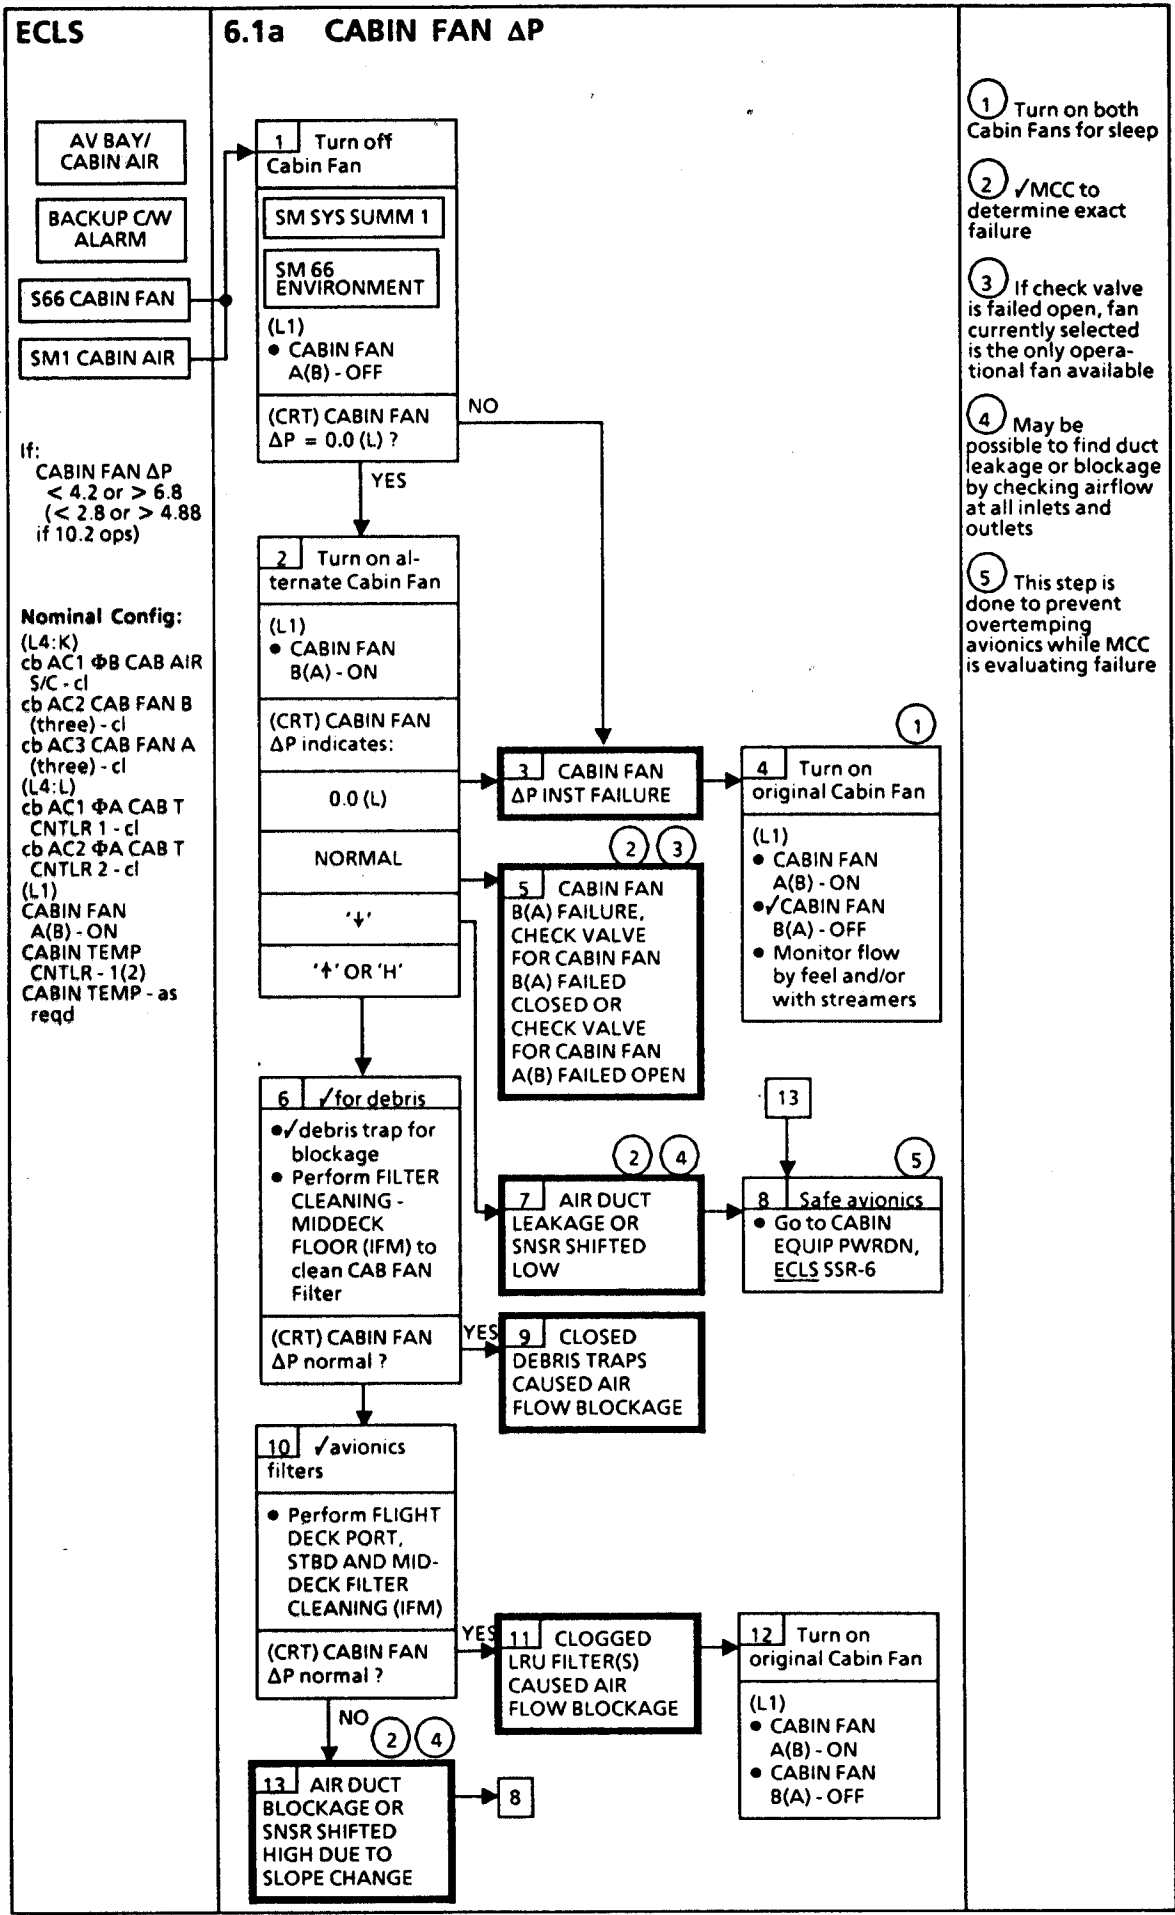 ECLS
6.1a CABIN FAN ΔP
AV BAY/
CABIN AIR
BACKUP C/W
ALARM
S66 CABIN FAN
SM1 CABIN AIR
If:
CABIN FAN ΔP
< 4.2 or > 6.8
(< 2.8 or > 4.88
if 10.2 ops)
Nominal Config:
(L4:K)
cb AC1 ΦB CAB AIR
S/C - cl
cb AC2 CAB FAN B
(three) - cl
cb AC3 CAB FAN A
(three) - cl
(L4:L)
cb AC1 ΦA CAB T
CNTLR 1 - cl
cb AC2 ΦA CAB T
CNTLR 2 - cl
(L1)
CABIN FAN
A(B) - ON
CABIN TEMP
CNTLR - 1(2)
CABIN TEMP - as
reqd
1 Turn off
Cabin Fan
SM SYS SUMM 1
SM 66
ENVIRONMENT
(L1)
● CABIN FAN
A(B) - OFF
(CRT) CABIN FAN
ΔP = 0.0 (L) ?
NO
YES
2 Turn on al-
ternate Cabin Fan
(L1)
● CABIN FAN
B(A) - ON
(CRT) CABIN FAN
ΔP indicates:
0.0 (L)
NORMAL
'↓'
'↑' OR 'H'
3 CABIN FAN
ΔP INST FAILURE
1
4 Turn on
original Cabin Fan
(L1)
● CABIN FAN
A(B) - ON
●✓CABIN FAN
B(A) - OFF
● Monitor flow
by feel and/or
with streamers
2 3
5 CABIN FAN
B(A) FAILURE,
CHECK VALVE
FOR CABIN FAN
B(A) FAILED
CLOSED OR
CHECK VALVE
FOR CABIN FAN
A(B) FAILED OPEN
6 ✓for debris
●✓debris trap for
blockage
● Perform FILTER
CLEANING -
MIDDECK
FLOOR (IFM) to
clean CAB FAN
Filter
(CRT) CABIN FAN
ΔP normal ?
YES
2 4
7 AIR DUCT
LEAKAGE OR
SNSR SHIFTED
LOW
13
5
8 Safe avionics
● Go to CABIN
EQUIP PWRDN,
ECLS SSR-6
9 CLOSED
DEBRIS TRAPS
CAUSED AIR
FLOW BLOCKAGE
10 ✓avionics
filters
● Perform FLIGHT
DECK PORT,
STBD AND MID-
DECK FILTER
CLEANING (IFM)
(CRT) CABIN FAN
ΔP normal ?
YES
NO
11 CLOGGED
LRU FILTER(S)
CAUSED AIR
FLOW BLOCKAGE
12 Turn on
original Cabin Fan
(L1)
● CABIN FAN
A(B) - ON
● CABIN FAN
B(A) - OFF
2 4
13 AIR DUCT
BLOCKAGE OR
SNSR SHIFTED
HIGH DUE TO
SLOPE CHANGE
8
1 Turn on both
Cabin Fans for sleep
2 ✓MCC to
determine exact
failure
3 If check valve
is failed open, fan
currently selected
is the only opera-
tional fan available
4 May be
possible to find duct
leakage or blockage
by checking airflow
at all inlets and
outlets
5 This step is
done to prevent
overtemping
avionics while MCC
is evaluating failure